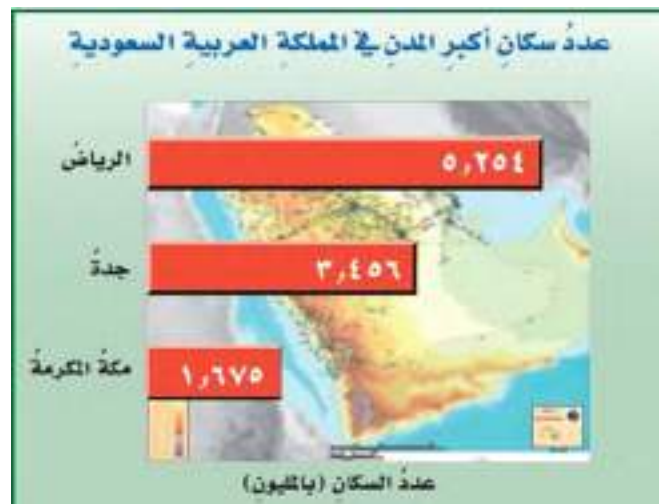 عددُ سكانِ أكبرِ المدنِ في المملكةِ العربيةِ السعوديةِ
الرياضُ
٥,٢٥٤
جدةُ
٣,٤٥٦
مكةُ المكرمةُ
١,٦٧٥
عددُ السكانِ (بالمليون)